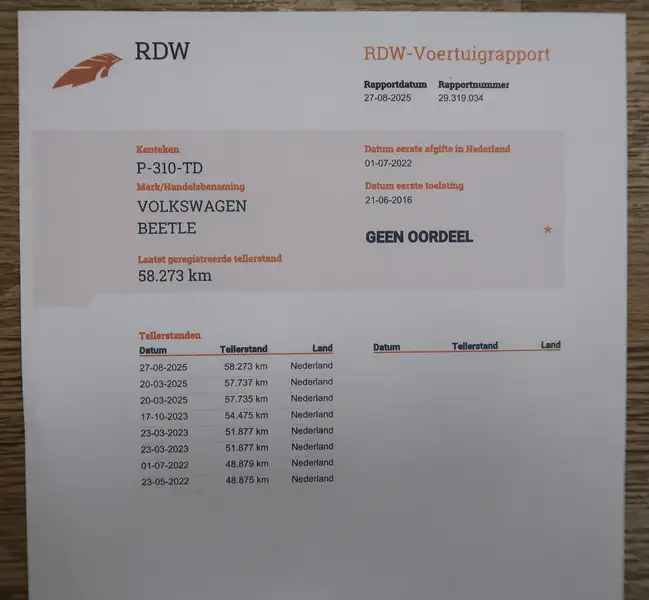 RDW
RDW-Voertuigrapport
Rapportdatum Rapportnummer
27-08-2025 29.319.034
Kenteken
P-310-TD
Merk/Handelsbenaming
VOLKSWAGEN
BEETLE
Laatst geregistreerde tellerstand
58.273 km
Datum eerste afgifte in Nederland
01-07-2022
Datum eerste toelating
21-06-2016
GEEN OORDEEL *
Tellerstanden
Datum Tellerstand Land
27-08-2025 58.273 km Nederland
20-03-2025 57.737 km Nederland
20-03-2025 57.735 km Nederland
17-10-2023 54.475 km Nederland
23-03-2023 51.877 km Nederland
23-03-2023 51.877 km Nederland
01-07-2022 48.879 km Nederland
23-05-2022 48.875 km Nederland
Datum Tellerstand Land